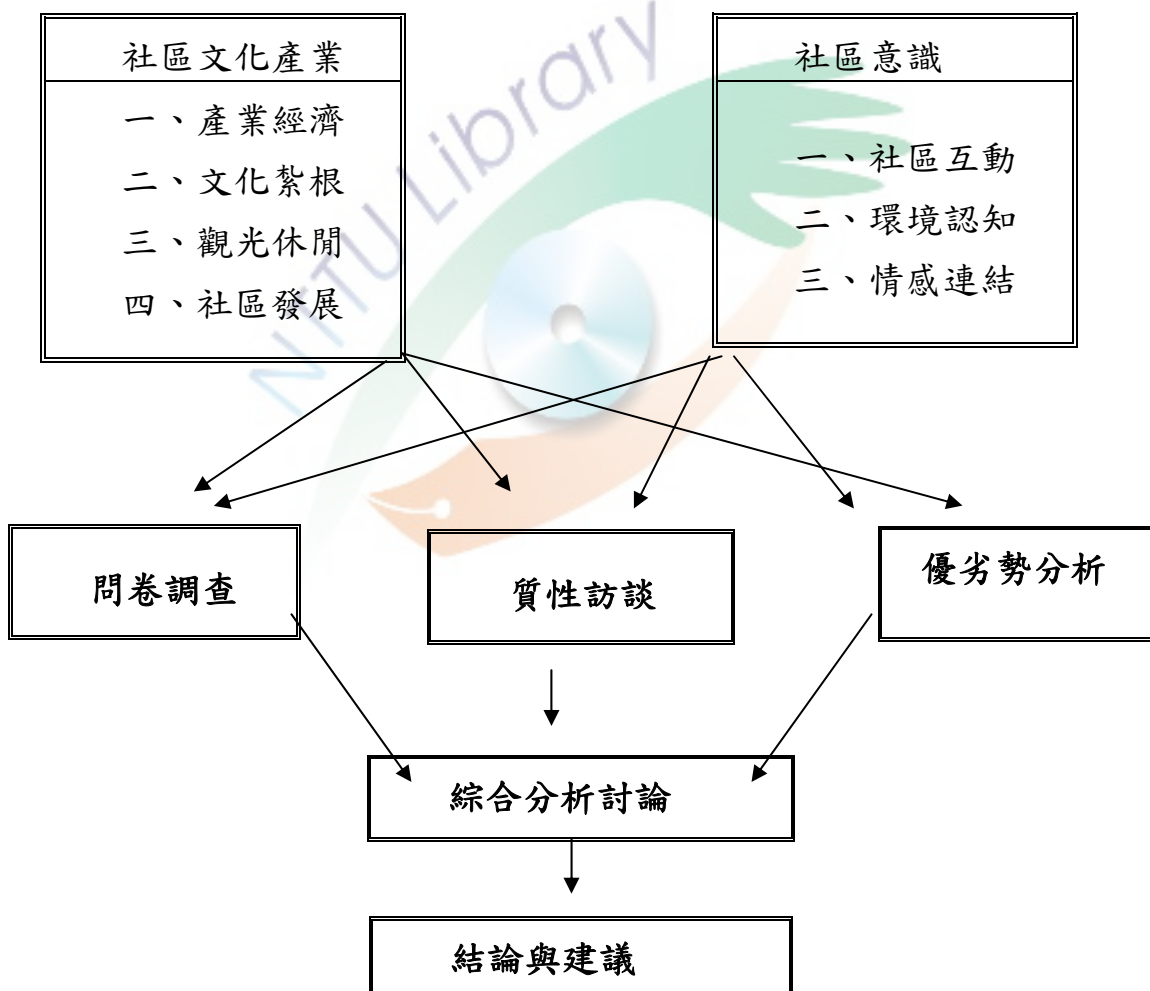 社區文化產業
一、產業經濟
二、文化紮根
三、觀光休閒
四、社區發展
社區意識
一、社區互動
二、環境認知
三、情感連結
NTTU Library
問卷調查
質性訪談
優劣勢分析
綜合分析討論
結論與建議